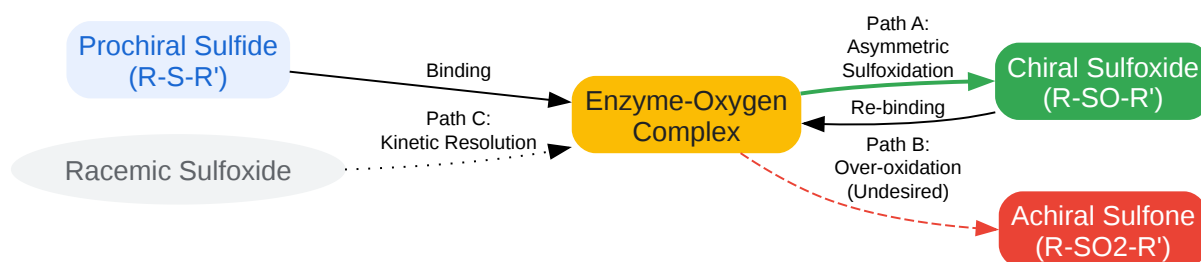 Prochiral Sulfide
(R-S-R')
Binding
Path C:
Kinetic Resolution
Racemic Sulfoxide
Enzyme-Oxygen
Complex
Path A:
Asymmetric
Sulfoxidation
Re-binding
Path B:
Over-oxidation
(Undesired)
Chiral Sulfoxide
(R-SO-R')
Achiral Sulfone
(R-SO2-R')